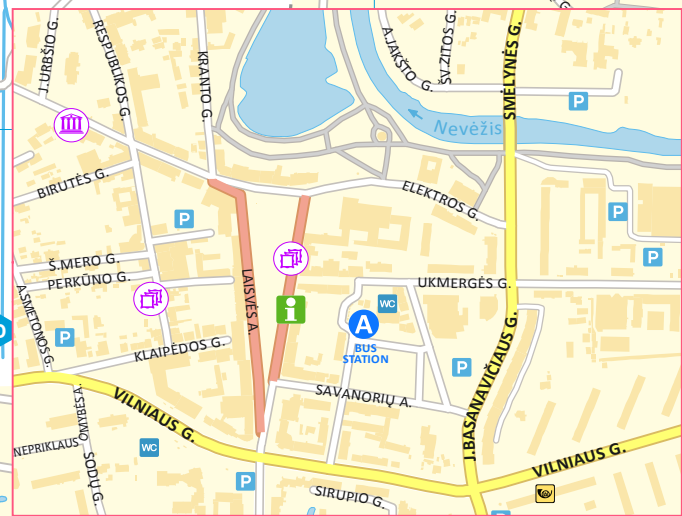 J.URBŠIO G.
RESPUBLIKOS G.
KRANTO G.
A.JAKŠTO G.
ŠV.ZITOS G.
SMĖLYNĖS G.
P
Nevėžis
BIRUTĖS G.
ELEKTROS G.
P
P
P
Š.MERO G.
PERKŪNO G.
LAISVĖS A.
UKMERGĖS G.
A.SMETONOS G.
i
WC
A
BUS
STATION
P
KLAIPĖDOS G.
P
J.BASANAVIČIAUS G.
SAVANORIŲ A.
VILNIAUS G.
NEPRIKLAUS
OMYBĖS A.
WC
SODŲ G.
VILNIAUS G.
P
SIRUPIO G.
P